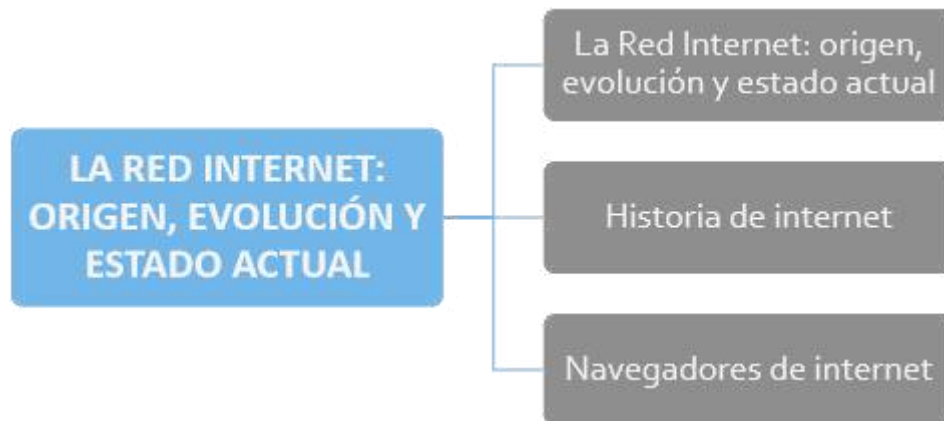 LA RED INTERNET:
ORIGEN, EVOLUCIÓN Y
ESTADO ACTUAL
La Red Internet: origen,
evolución y estado actual
Historia de internet
Navegadores de internet